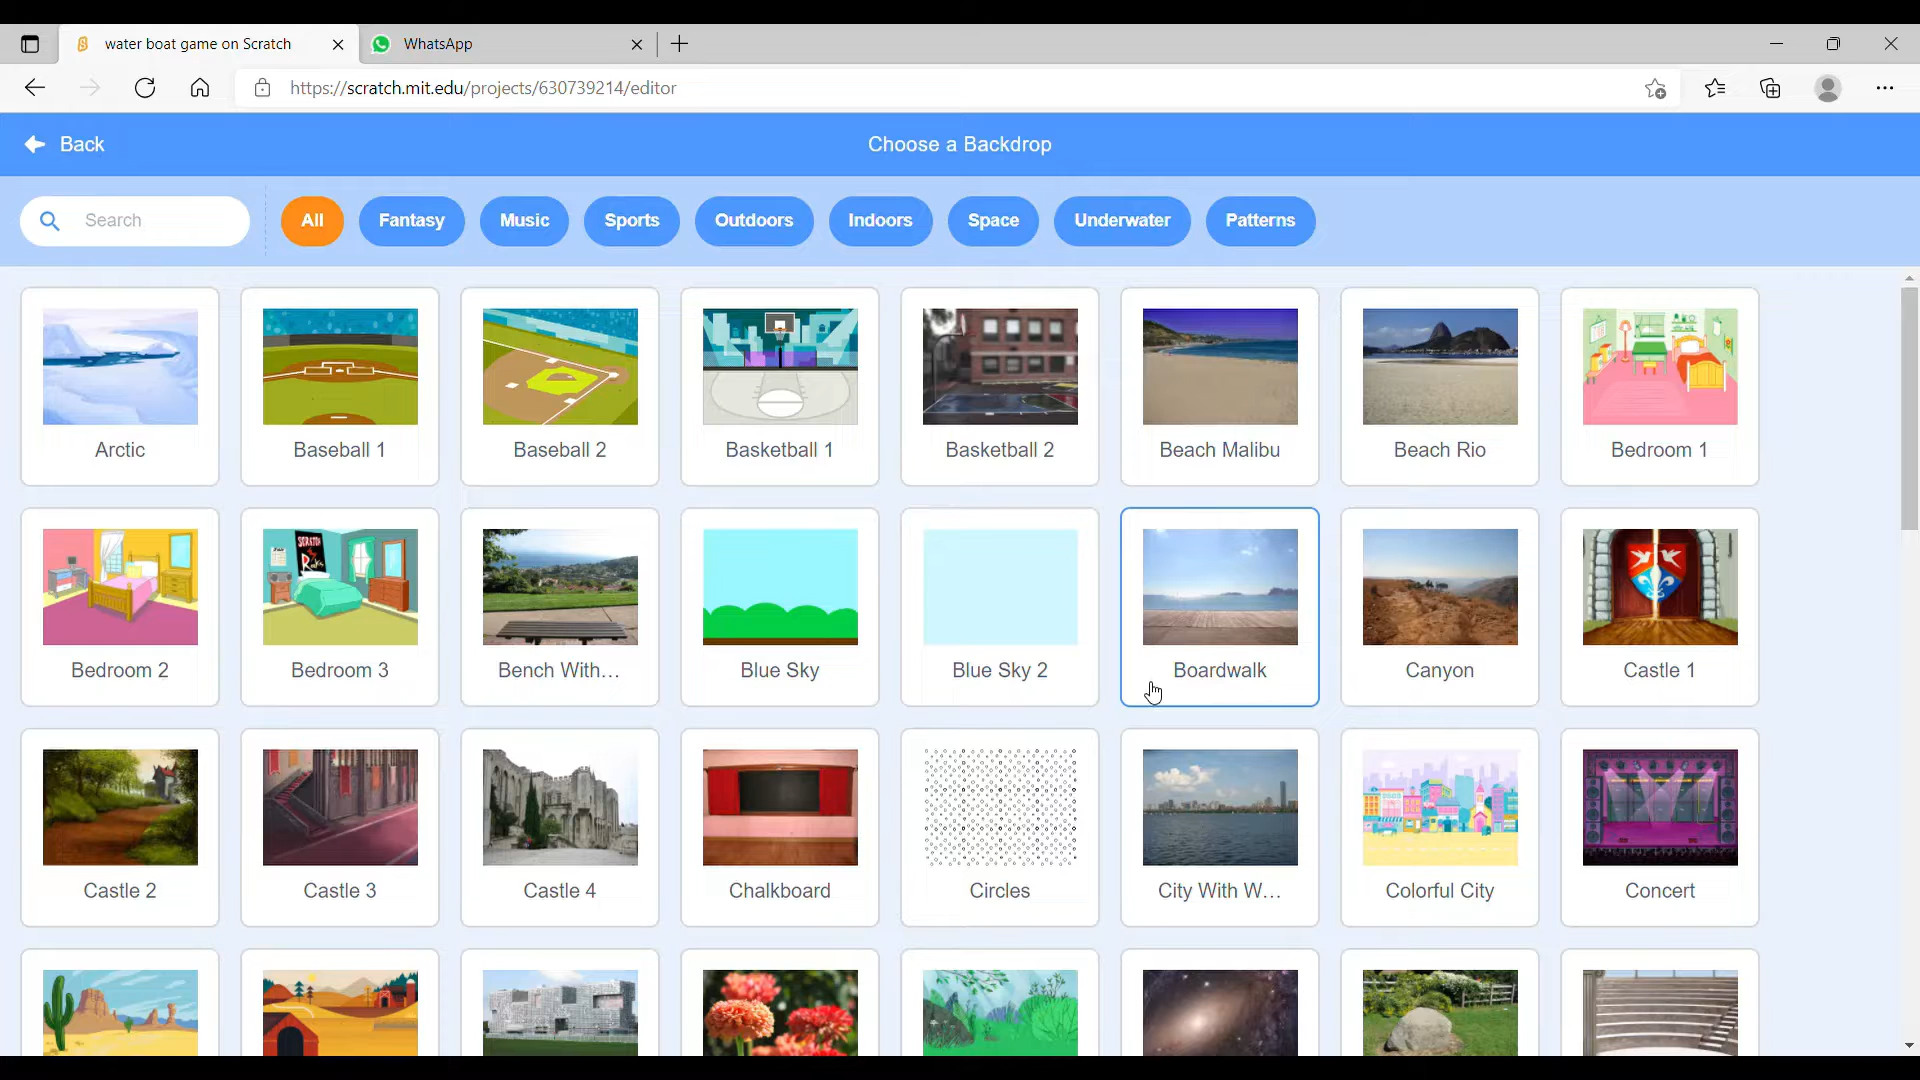 water boat game on Scratch
WhatsApp
https://scratch.mit.edu/projects/630739214/editor
Back
Choose a Backdrop
Search
All
Fantasy
Music
Sports
Outdoors
Indoors
Space
Underwater
Patterns
Arctic
Baseball 1
Baseball 2
Basketball 1
Basketball 2
Beach Malibu
Beach Rio
Bedroom 1
SCRATCH
Rocks
Bedroom 2
Bedroom 3
Bench With...
Blue Sky
Blue Sky 2
Boardwalk
Canyon
Castle 1
Castle 2
Castle 3
Castle 4
Chalkboard
Circles
City With W...
Colorful City
Concert